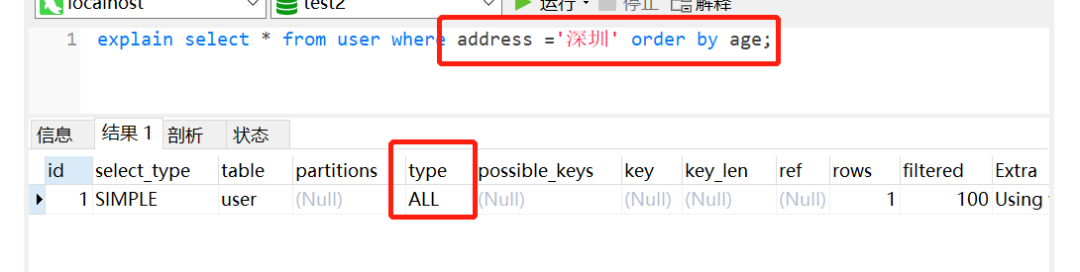 localhost test2 运行 停止 解释
1 explain select * from user where address ='深圳' order by age;
信息 结果 1 剖析 状态
id select_type table partitions type possible_keys key key_len ref rows filtered Extra
1 SIMPLE user (Null) ALL (Null) (Null) (Null) (Null) 1 100 Using